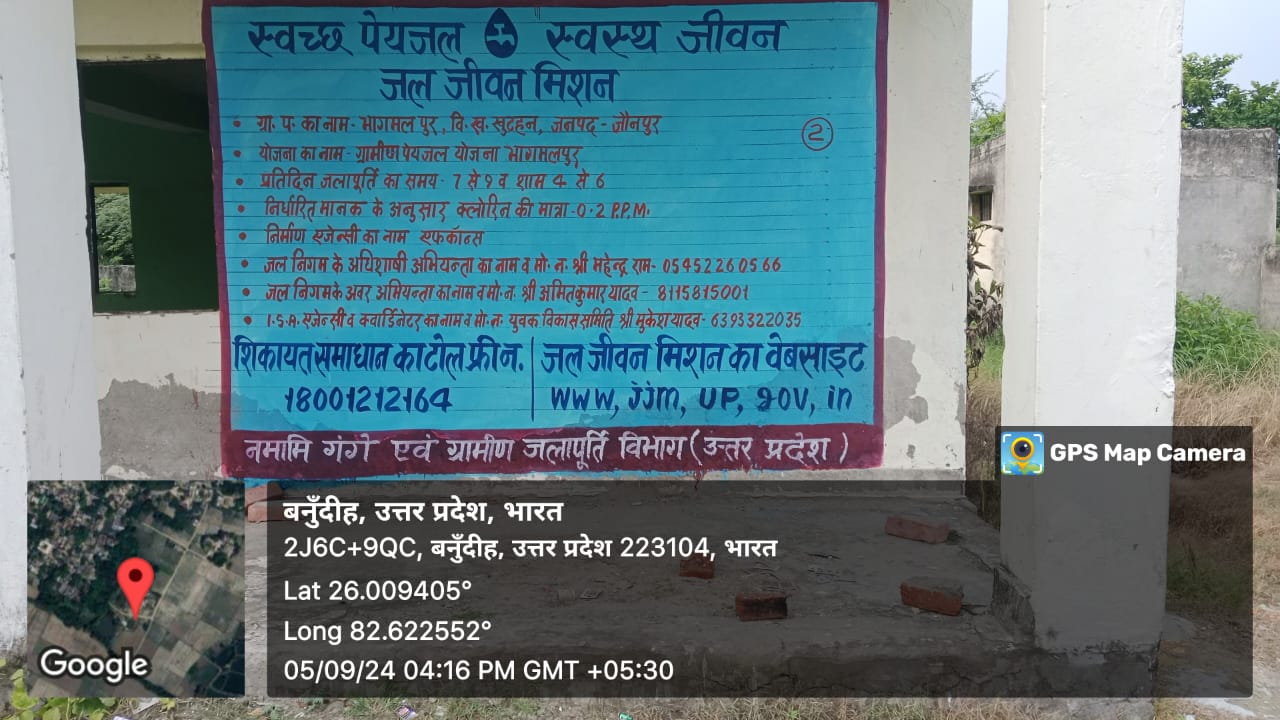 स्वच्छ पेयजल स्वस्थ जीवन
जल जीवन मिशन
• ग्रा. प. का नाम- भागमल पुर, वि.ख. खुटहन, जनपद - जौनपुर
②
• योजना का नाम- ग्रामीण पेयजल योजना भागमलपुर
• प्रतिदिन जलापूर्ति का समय- 7 से 9 व शाम 4 से 6
• निर्धारित मानक के अनुसार क्लोरिन की मात्रा-0.2 P.P.M.
• निर्माण एजेन्सी का नाम एफकॉन्स
• जल निगम के अधिशाषी अभियन्ता का नाम व मो. न. श्री महेन्द्र राम- 05452260566
• जल निगम के अवर अभियन्ता का नाम व मो. न. श्री अमित कुमार यादव - 8115815001
• I.S.A. एजेन्सी व क्वार्डिनेटर का नाम व मो.न. युवक विकास समिति श्री मुकेश यादव- 6393322035
शिकायत समाधान का टोल फ्री न.
18001212164
जल जीवन मिशन का वेबसाइट
www, jjm, UP, gov, in
नमामि गंगे एवं ग्रामीण जलापूर्ति विभाग (उत्तर प्रदेश)
GPS Map Camera
बनुँदीह, उत्तर प्रदेश, भारत
2J6C+9QC, बनुँदीह, उत्तर प्रदेश 223104, भारत
Lat 26.009405°
Long 82.622552°
05/09/24 04:16 PM GMT +05:30
Google